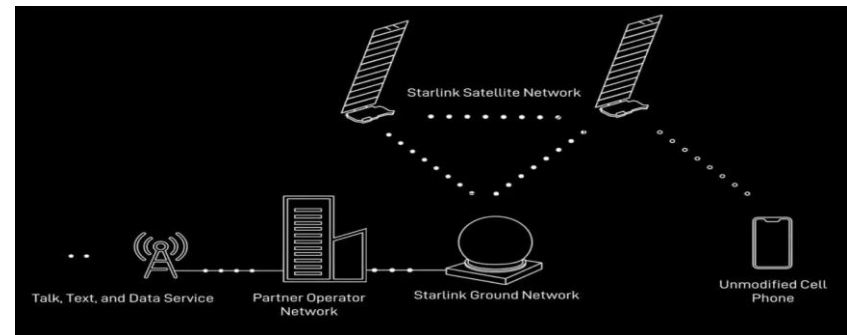 Starlink Satellite Network
Talk, Text, and Data Service
Partner Operator
Network
Starlink Ground Network
Unmodified Cell
Phone